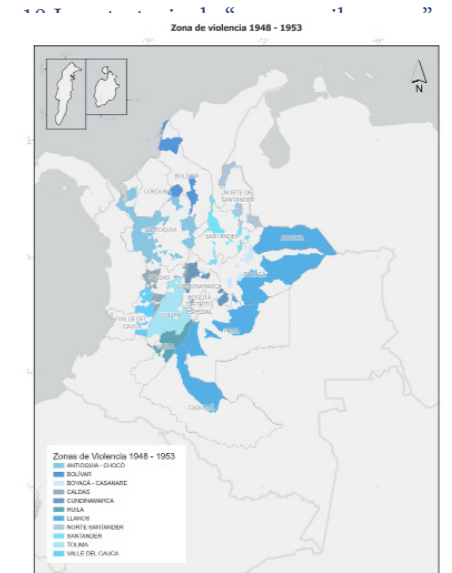 Zona de violencia 1948 - 1953
N
BOLÍVAR
CÓRDOBA
NORTE DE
SANTANDER
ANTIOQUIA
SANTANDER
ARAUCA
CALDAS
CUNDINAMARCA
BOGOTÁ
DISTRITO
ESPECIAL
TOLIMA
VALLE DEL
CAUCA
META
HUILA
CAQUETÁ
Zonas de Violencia 1948 - 1953
ANTIOQUIA - CHOCÓ
BOLÍVAR
BOYACÁ - CASANARE
CALDAS
CUNDINAMARCA
HUILA
LLANOS
NORTE SANTANDER
SANTANDER
TOLIMA
VALLE DEL CAUCA